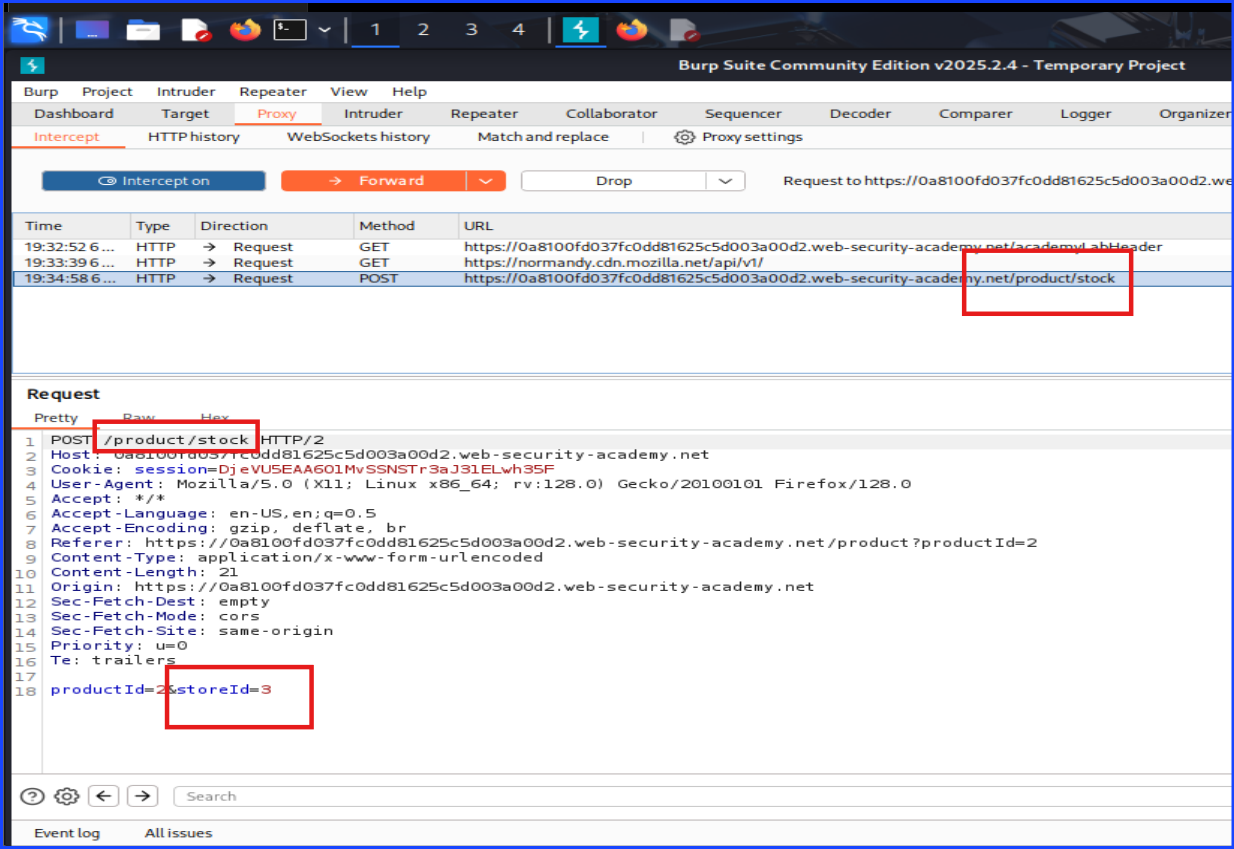 1 2 3 4
Burp Suite Community Edition v2025.2.4 - Temporary Project
Burp Project Intruder Repeater View Help
Dashboard Target Proxy Intruder Repeater Collaborator Sequencer Decoder Comparer Logger Organizer
Intercept HTTP history WebSockets history Match and replace Proxy settings
Intercept on → Forward Drop Request to https://0a8100fd037fc0dd81625c5d003a00d2.we
Time Type Direction Method URL
19:32:52 6 ... HTTP → Request GET https://0a8100fd037fc0dd81625c5d003a00d2.web-security-academy.net/academyLabHeader
19:33:39 6 ... HTTP → Request GET https://normandy.cdn.mozilla.net/api/v1/
19:34:58 6 ... HTTP → Request POST https://0a8100fd037fc0dd81625c5d003a00d2.web-security-academy.net/product/stock
Request
Pretty Raw Hex
1 POST /product/stock HTTP/2
2 Host: 0a8100fd037fc0dd81625c5d003a00d2.web-security-academy.net
3 Cookie: session=DjeVU5EAA6O1MvSSNSTr3aJ31ELwh35F
4 User-Agent: Mozilla/5.0 (X11; Linux x86_64; rv:128.0) Gecko/20100101 Firefox/128.0
5 Accept: */*
6 Accept-Language: en-US,en;q=0.5
7 Accept-Encoding: gzip, deflate, br
8 Referer: https://0a8100fd037fc0dd81625c5d003a00d2.web-security-academy.net/product?productId=2
9 Content-Type: application/x-www-form-urlencoded
10 Content-Length: 21
11 Origin: https://0a8100fd037fc0dd81625c5d003a00d2.web-security-academy.net
12 Sec-Fetch-Dest: empty
13 Sec-Fetch-Mode: cors
14 Sec-Fetch-Site: same-origin
15 Priority: u=0
16 Te: trailers
17
18 productId=2&storeId=3
Search
Event log All issues